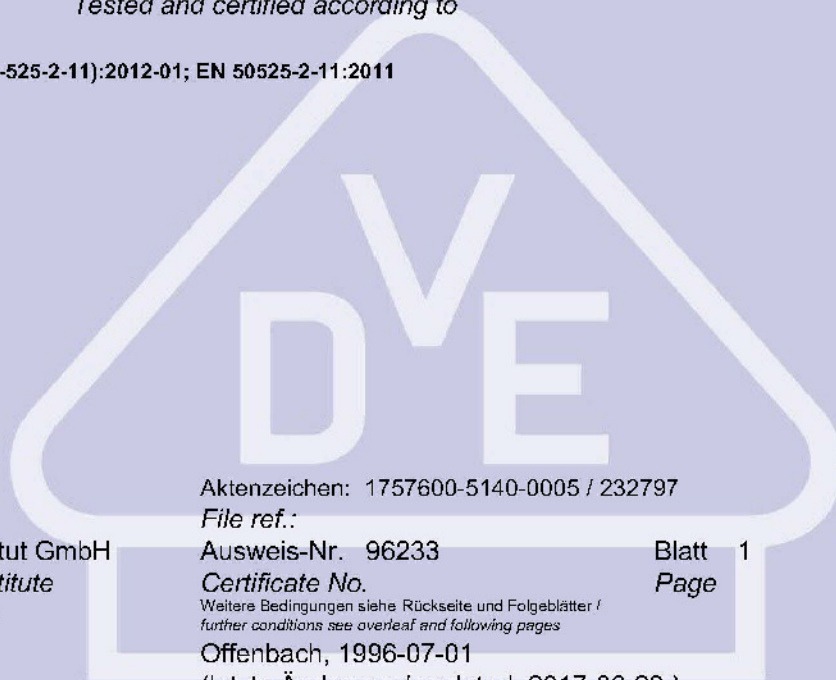 Tested and certified according to
-525-2-11):2012-01; EN 50525-2-11:2011
VDE
Aktenzeichen: 1757600-5140-0005 / 232797
File ref.:
tut GmbH Ausweis-Nr. 96233 Blatt 1
titute Certificate No. Page
Weitere Bedingungen siehe Rückseite und Folgeblätter /
further conditions see overleaf and following pages
Offenbach, 1996-07-01